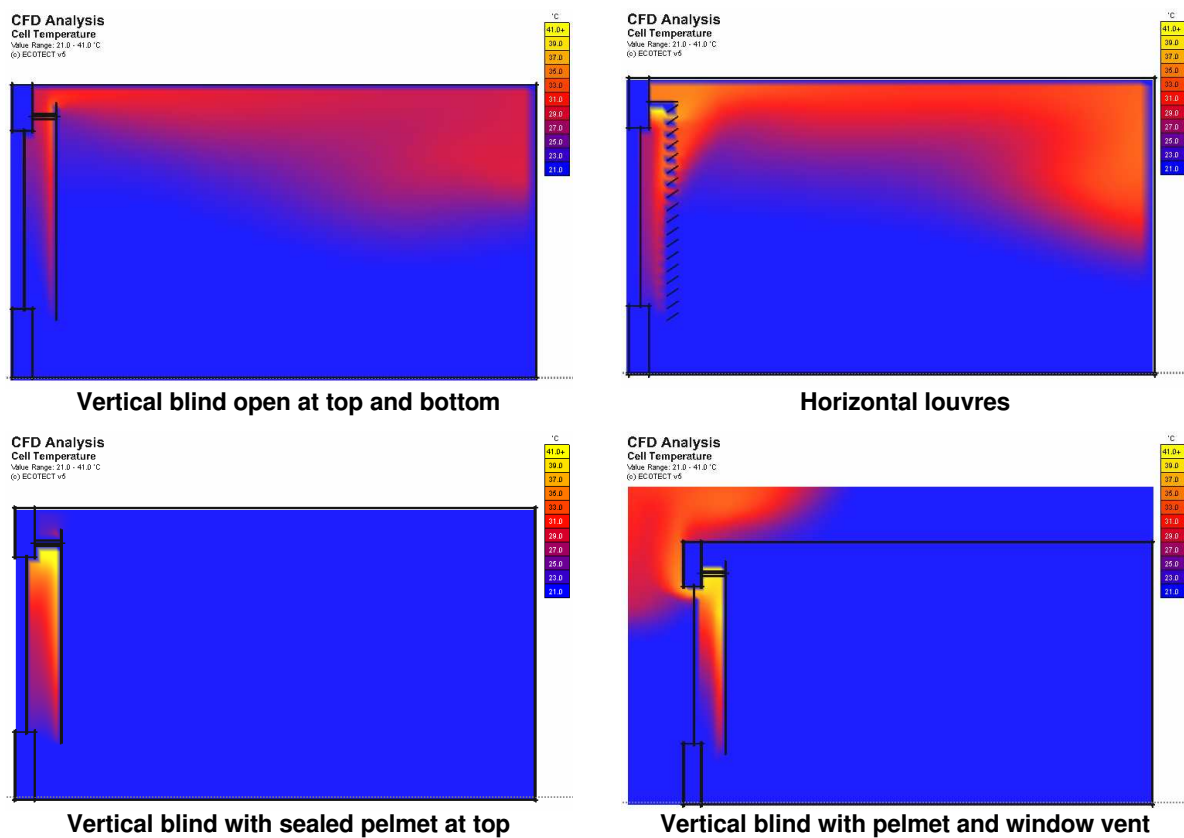 CFD Analysis
Cell Temperature
Value Range: 21.0 - 41.0 °C
(c) ECOTECT v5
°C
41.0+
39.0
37.0
35.0
33.0
31.0
29.0
27.0
25.0
23.0
21.0
Vertical blind open at top and bottom
CFD Analysis
Cell Temperature
Value Range: 21.0 - 41.0 °C
(c) ECOTECT v5
°C
41.0+
39.0
37.0
35.0
33.0
31.0
29.0
27.0
25.0
23.0
21.0
Horizontal louvres
CFD Analysis
Cell Temperature
Value Range: 21.0 - 41.0 °C
(c) ECOTECT v5
°C
41.0+
39.0
37.0
35.0
33.0
31.0
29.0
27.0
25.0
23.0
21.0
Vertical blind with sealed pelmet at top
CFD Analysis
Cell Temperature
Value Range: 21.0 - 41.0 °C
(c) ECOTECT v5
°C
41.0+
39.0
37.0
35.0
33.0
31.0
29.0
27.0
25.0
23.0
21.0
Vertical blind with pelmet and window vent